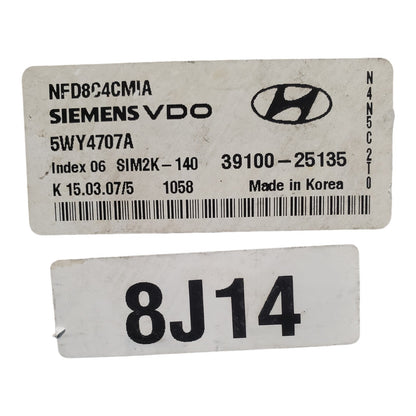 NFD8C4CMIA
SIEMENS VDO
5WY4707A
Index 06 SIM2K-140 39100-25135
K 15.03.07/5 1058 Made in Korea
N4N5C2T0
8J14